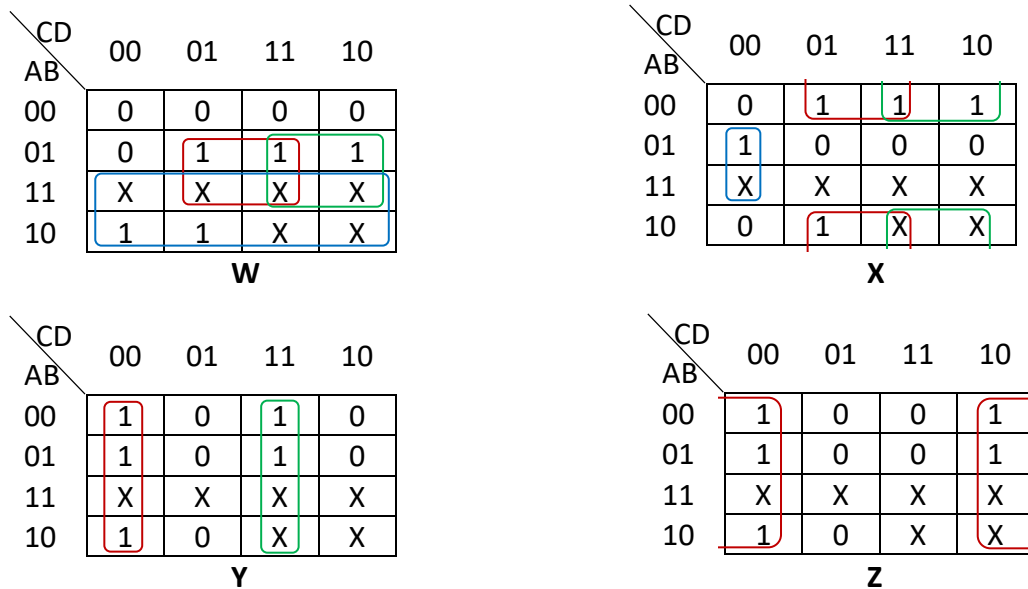 CD
00 01 11 10
AB
00 0 0 0 0
01 0 1 1 1
11 X X X X
10 1 1 X X
W
CD
00 01 11 10
AB
00 0 1 1 1
01 1 0 0 0
11 X X X X
10 0 1 X X
X
CD
00 01 11 10
AB
00 1 0 1 0
01 1 0 1 0
11 X X X X
10 1 0 X X
Y
CD
00 01 11 10
AB
00 1 0 0 1
01 1 0 0 1
11 X X X X
10 1 0 X X
Z